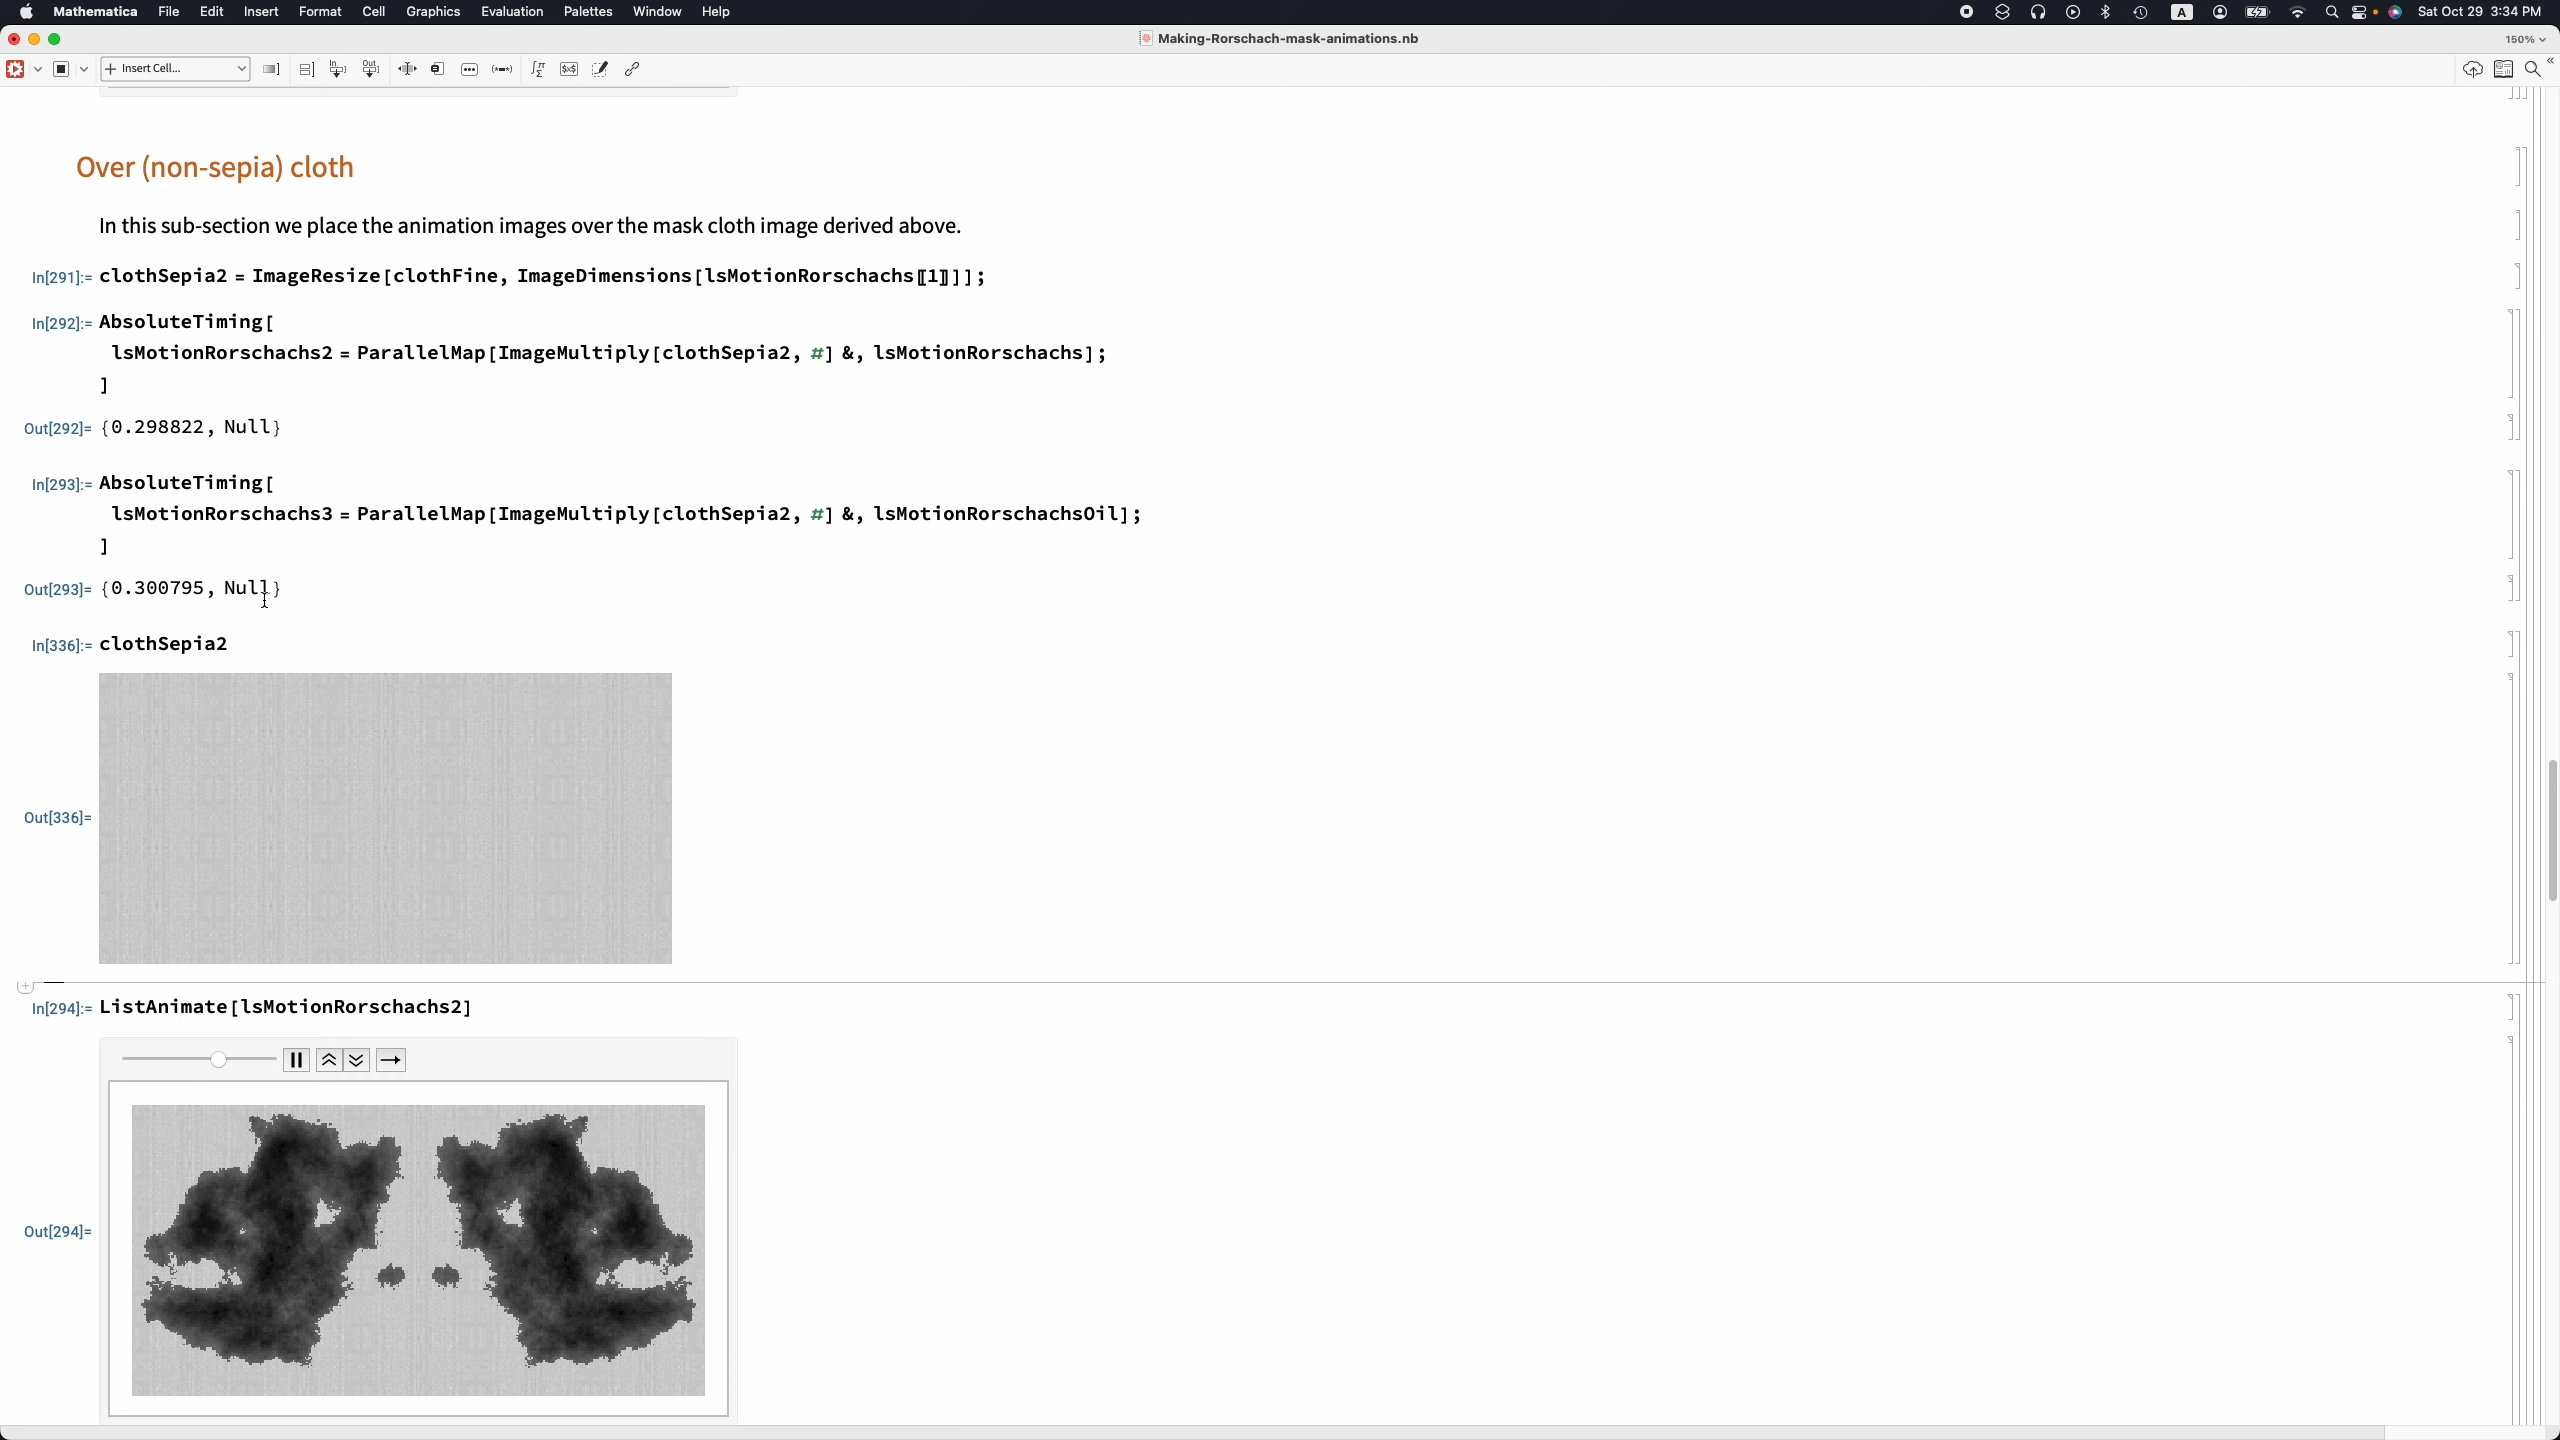 Mathematica File Edit Insert Format Cell Graphics Evaluation Palettes Window Help A Sat Oct 29 3:34 PM
Making-Rorschach-mask-animations.nb 150%
Insert Cell... In Out
Over (non-sepia) cloth
In this sub-section we place the animation images over the mask cloth image derived above.
In[291]:= clothSepia2 = ImageResize[clothFine, ImageDimensions[lsMotionRorschachs〚1〛]];
In[292]:= AbsoluteTiming[
lsMotionRorschachs2 = ParallelMap[ImageMultiply[clothSepia2, #] &, lsMotionRorschachs];
]
Out[292]= {0.298822, Null}
In[293]:= AbsoluteTiming[
lsMotionRorschachs3 = ParallelMap[ImageMultiply[clothSepia2, #] &, lsMotionRorschachsOil];
]
Out[293]= {0.300795, Null}
In[336]:= clothSepia2
Out[336]=
In[294]:= ListAnimate[lsMotionRorschachs2]
Out[294]=